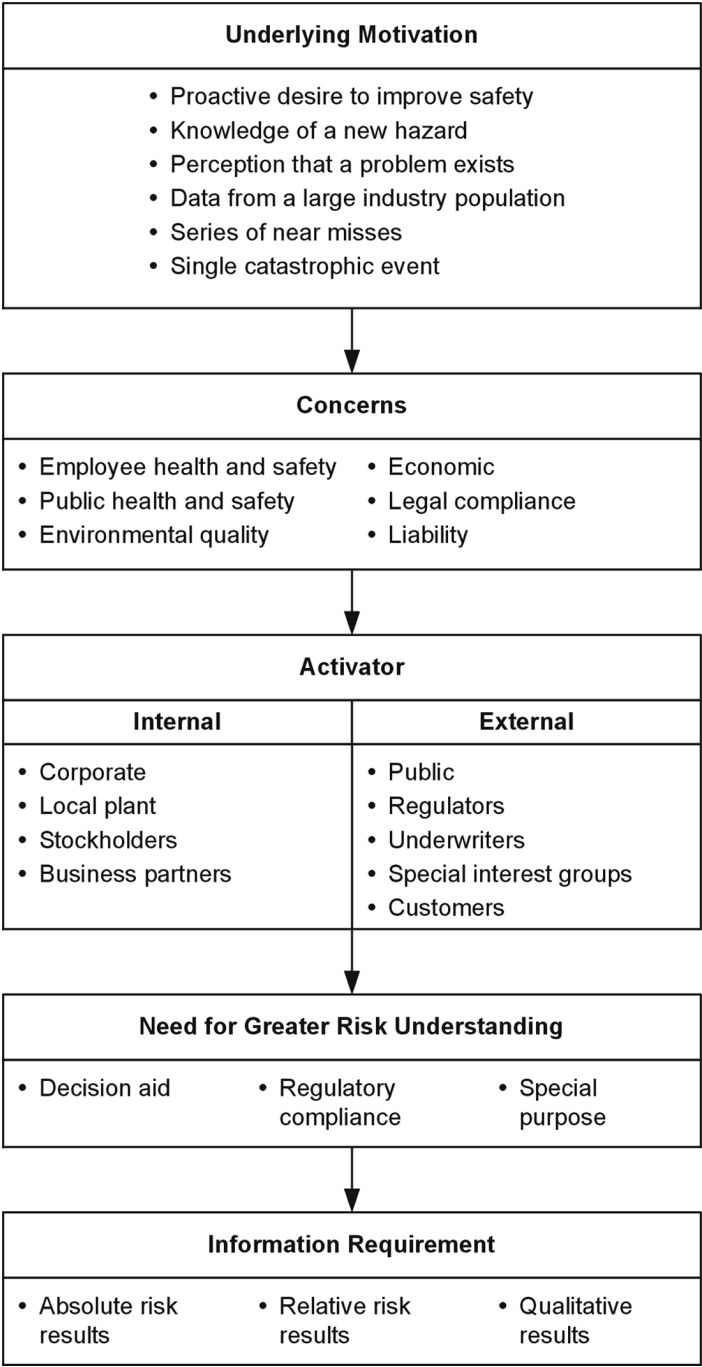 Underlying Motivation
• Proactive desire to improve safety
• Knowledge of a new hazard
• Perception that a problem exists
• Data from a large industry population
• Series of near misses
• Single catastrophic event
Concerns
• Employee health and safety
• Public health and safety
• Environmental quality
• Economic
• Legal compliance
• Liability
Activator
Internal
• Corporate
• Local plant
• Stockholders
• Business partners
External
• Public
• Regulators
• Underwriters
• Special interest groups
• Customers
Need for Greater Risk Understanding
• Decision aid
• Regulatory
compliance
• Special
purpose
Information Requirement
• Absolute risk
results
• Relative risk
results
• Qualitative
results